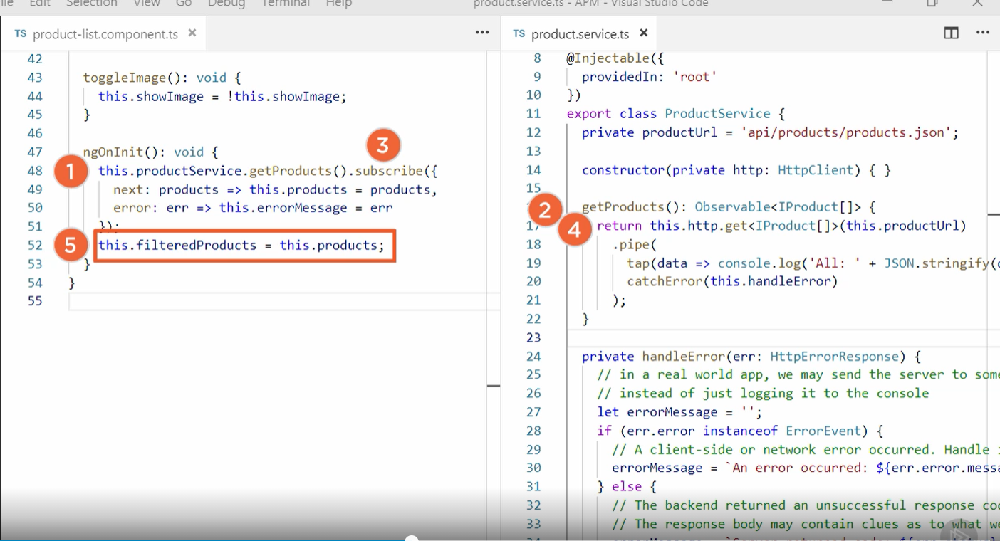 Edit Selection View Go Debug Terminal Help product.service.ts - APM - Visual Studio Code
TS product-list.component.ts × ···
42
43 toggleImage(): void {
44 this.showImage = !this.showImage;
45 }
46
47 ngOnInit(): void {
3
1 48 this.productService.getProducts().subscribe({
49 next: products => this.products = products,
50 error: err => this.errorMessage = err
51 });
5 52 this.filteredProducts = this.products;
53 }
54 }
55
TS product.service.ts × ···
8 @Injectable({
9 providedIn: 'root'
10 })
11 export class ProductService {
12 private productUrl = 'api/products/products.json';
13
14 constructor(private http: HttpClient) { }
15
2 getProducts(): Observable<IProduct[]> {
17 4 return this.http.get<IProduct[]>(this.productUrl)
18 .pipe(
19 tap(data => console.log('All: ' + JSON.stringify(
20 catchError(this.handleError)
21 );
22 }
23
24 private handleError(err: HttpErrorResponse) {
25 // in a real world app, we may send the server to some
26 // instead of just logging it to the console
27 let errorMessage = '';
28 if (err.error instanceof ErrorEvent) {
29 // A client-side or network error occurred. Handle
30 errorMessage = `An error occurred: ${err.error.messa
31 } else {
32 // The backend returned an unsuccessful response co
33 // The response body may contain clues as to what we